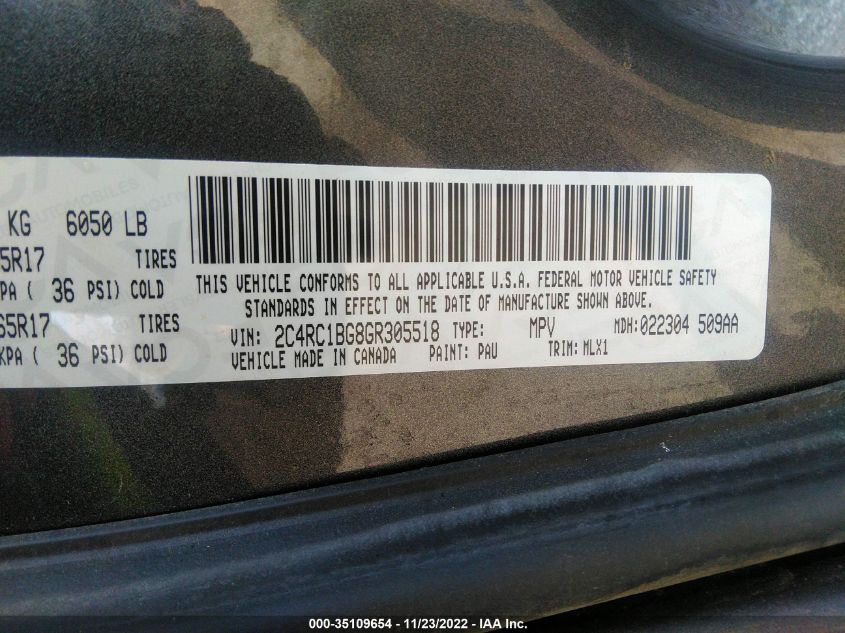 KG 6050 LB
5R17 TIRES
PA ( 36 PSI) COLD
65R17 TIRES
KPA ( 36 PSI) COLD
THIS VEHICLE CONFORMS TO ALL APPLICABLE U.S.A. FEDERAL MOTOR VEHICLE SAFETY
STANDARDS IN EFFECT ON THE DATE OF MANUFACTURE SHOWN ABOVE.
VIN: 2C4RC1BG8GR305518 TYPE: MPV MDH:022304 509AA
VEHICLE MADE IN CANADA PAINT: PAU TRIM: MLX1
000-35109654 - 11/23/2022 - IAA Inc.